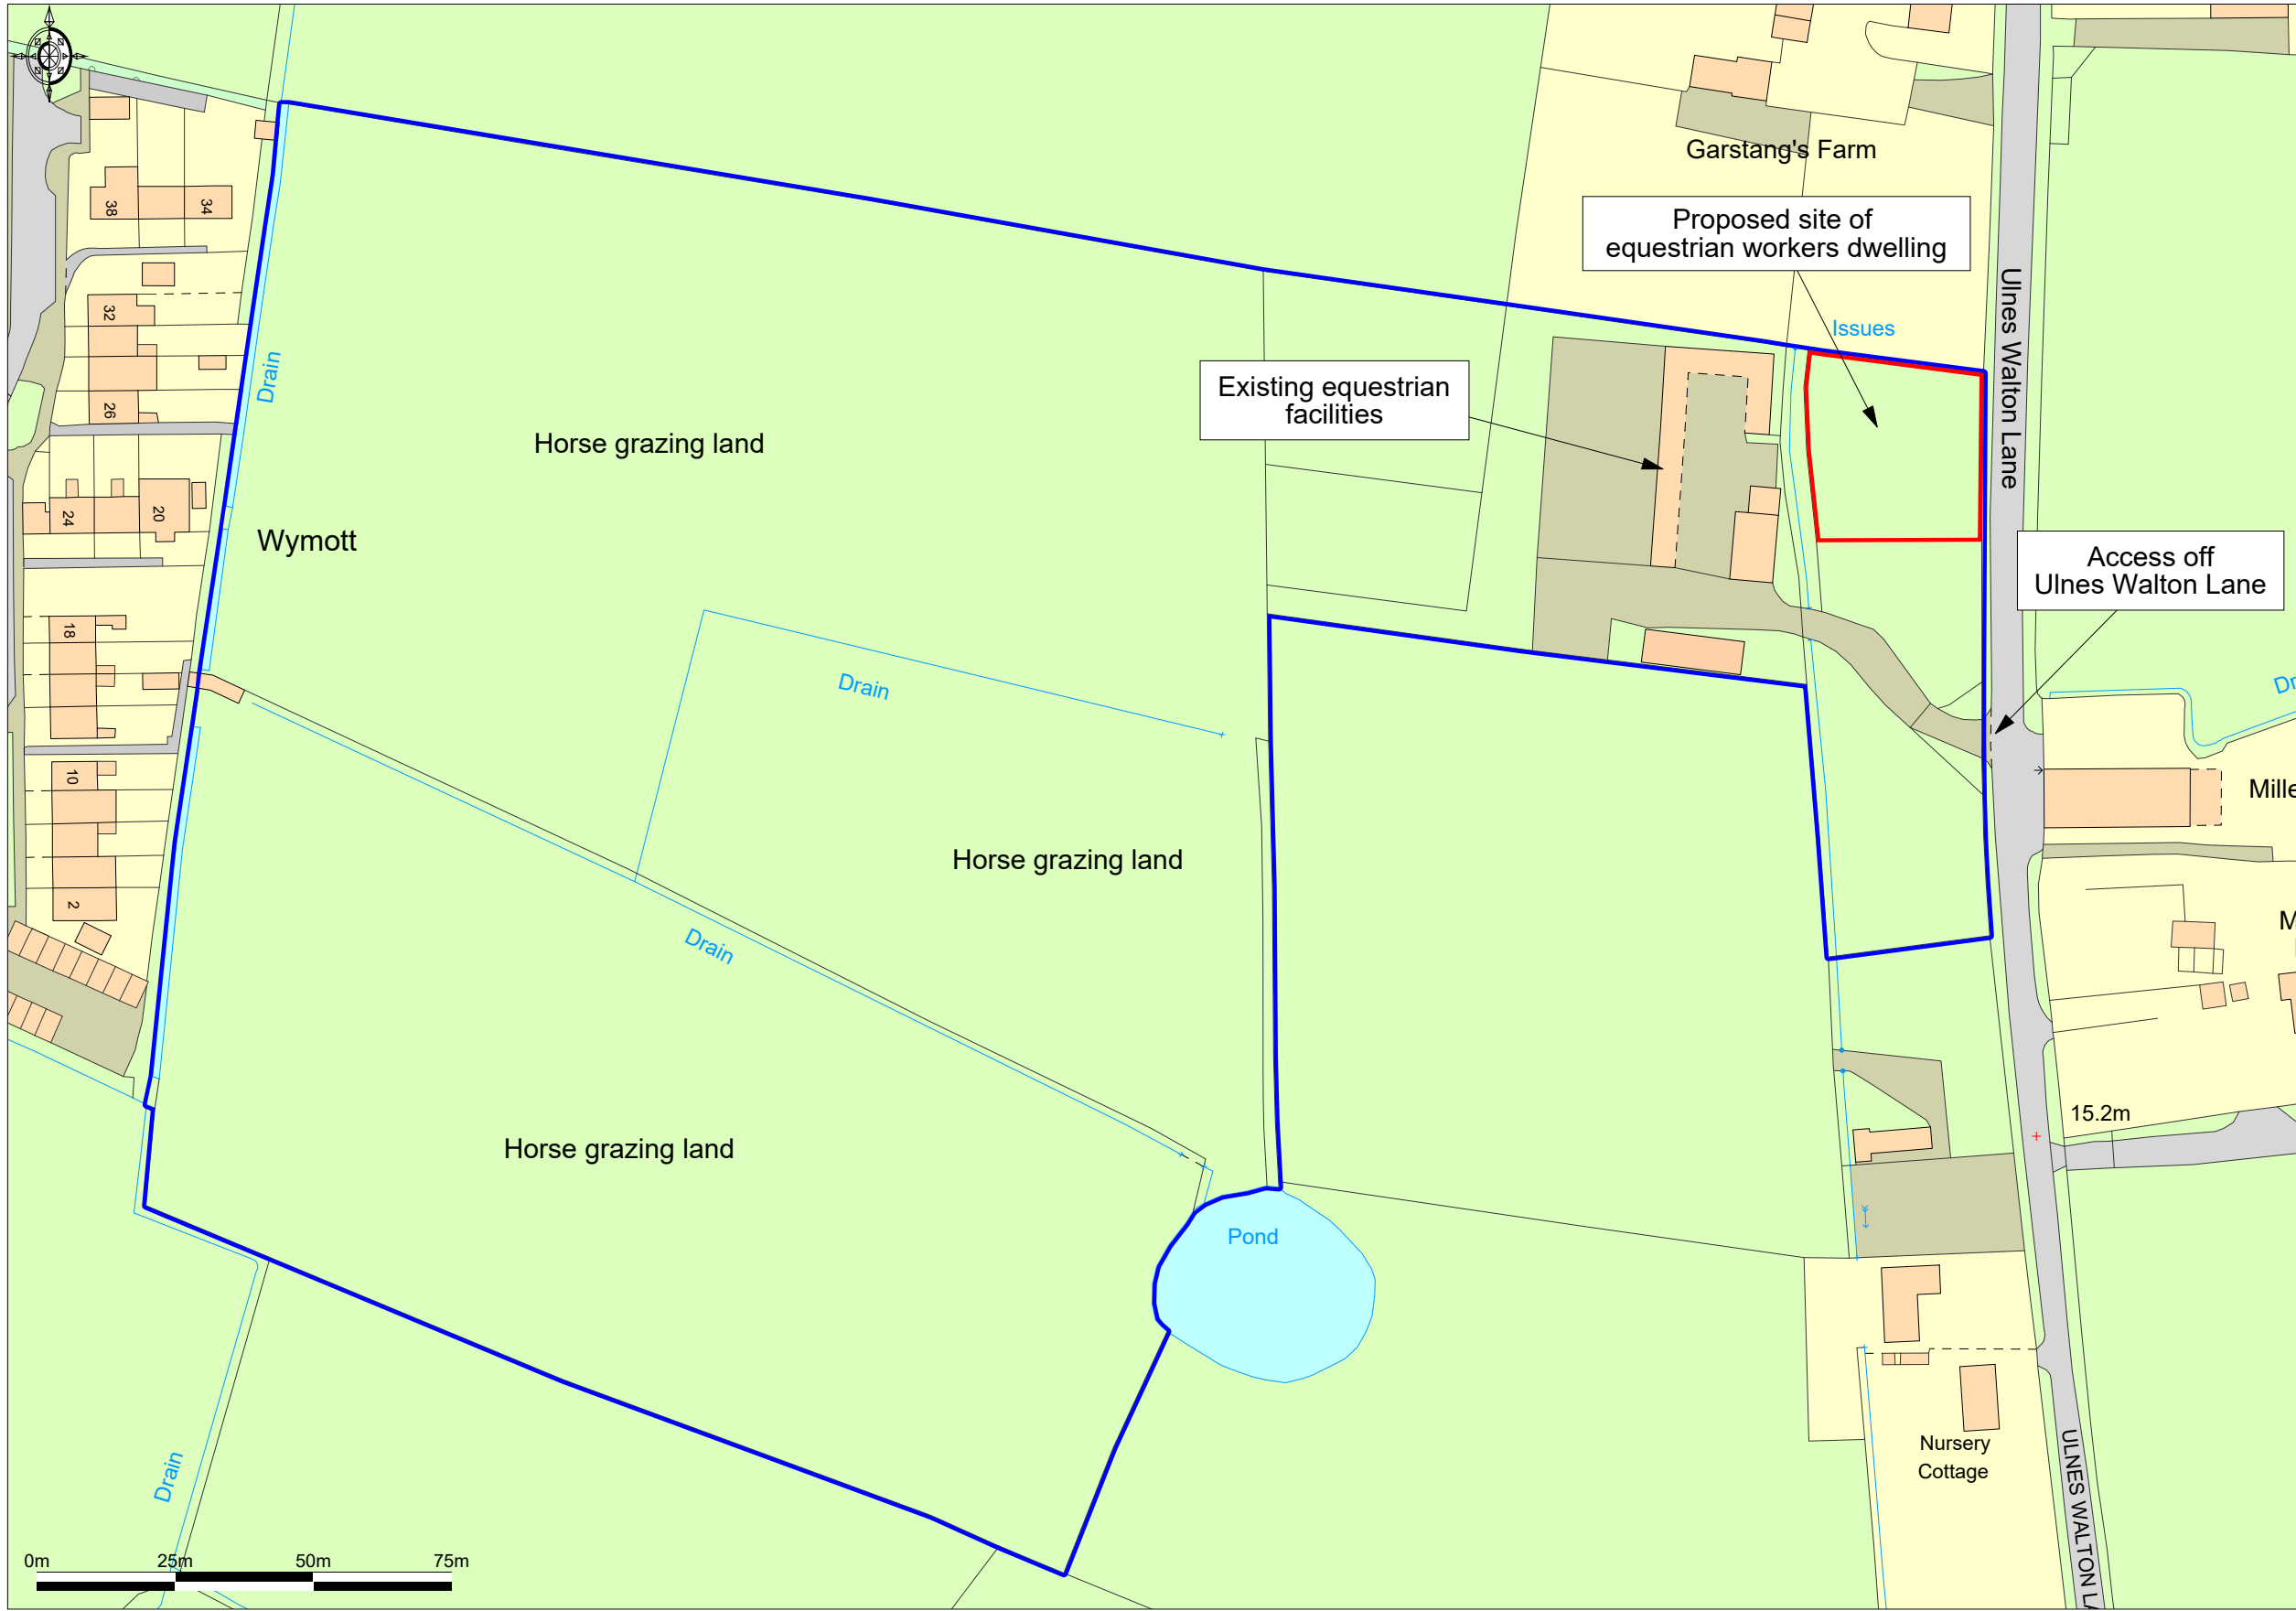 Garstang's Farm
Proposed site of
equestrian workers dwelling
Issues
Ulnes Walton Lane
Existing equestrian
facilities
38
34
32
26
24
20
18
10
2
Drain
Horse grazing land
Wymott
Access off
Ulnes Walton Lane
Drain
Horse grazing land
Drain
Horse grazing land
Pond
15.2m
Nursery
Cottage
Drain
ULNES WALTON LA
0m 25m 50m 75m